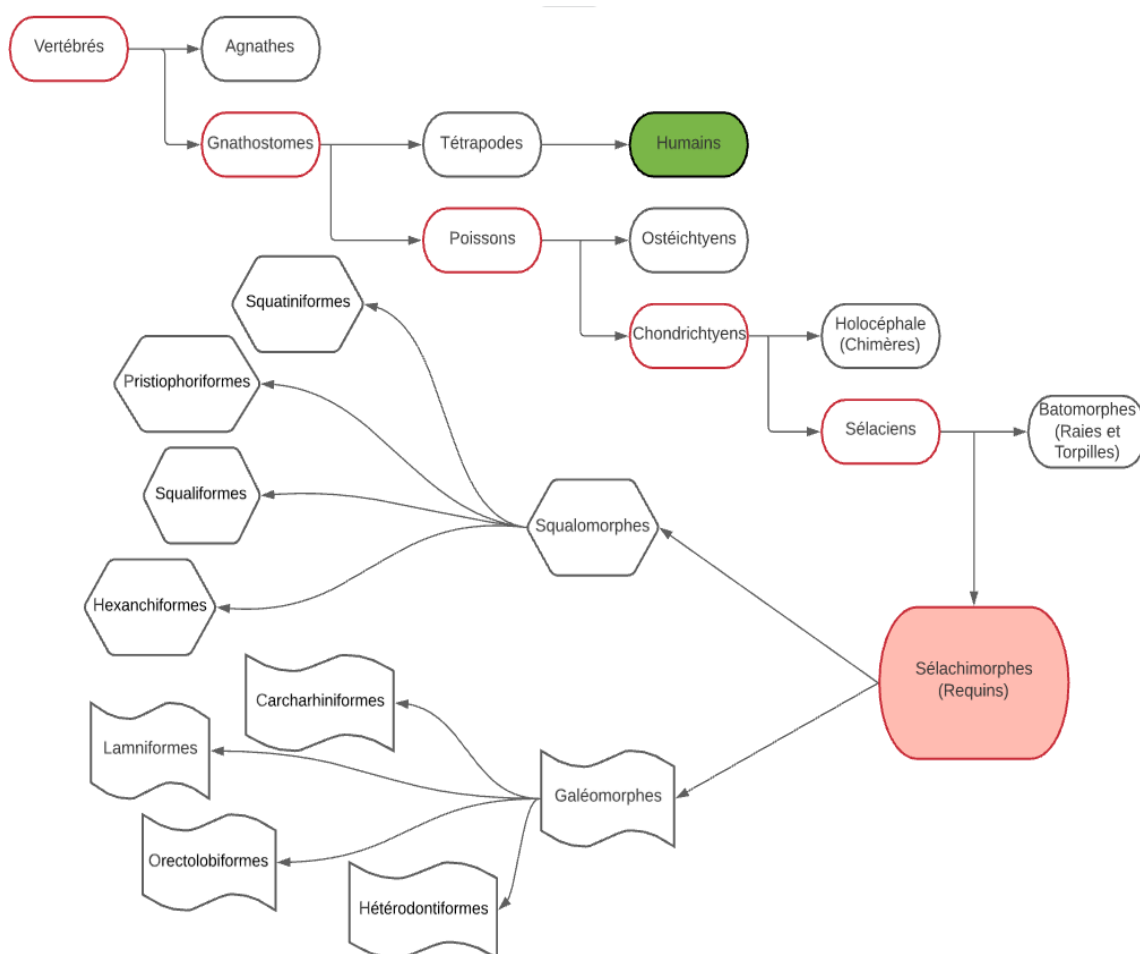 Vertébrés
Agnathes
Gnathostomes
Tétrapodes
Humains
Poissons
Ostéichtyens
Squatiniformes
Chondrichtyens
Holocéphale
(Chimères)
Pristiophoriformes
Sélaciens
Batomorphes
(Raies et
Torpilles)
Squaliformes
Squalomorphes
Hexanchiformes
Sélachimorphes
(Requins)
Carcharhiniformes
Lamniformes
Galéomorphes
Orectolobiformes
Hétérodontiformes